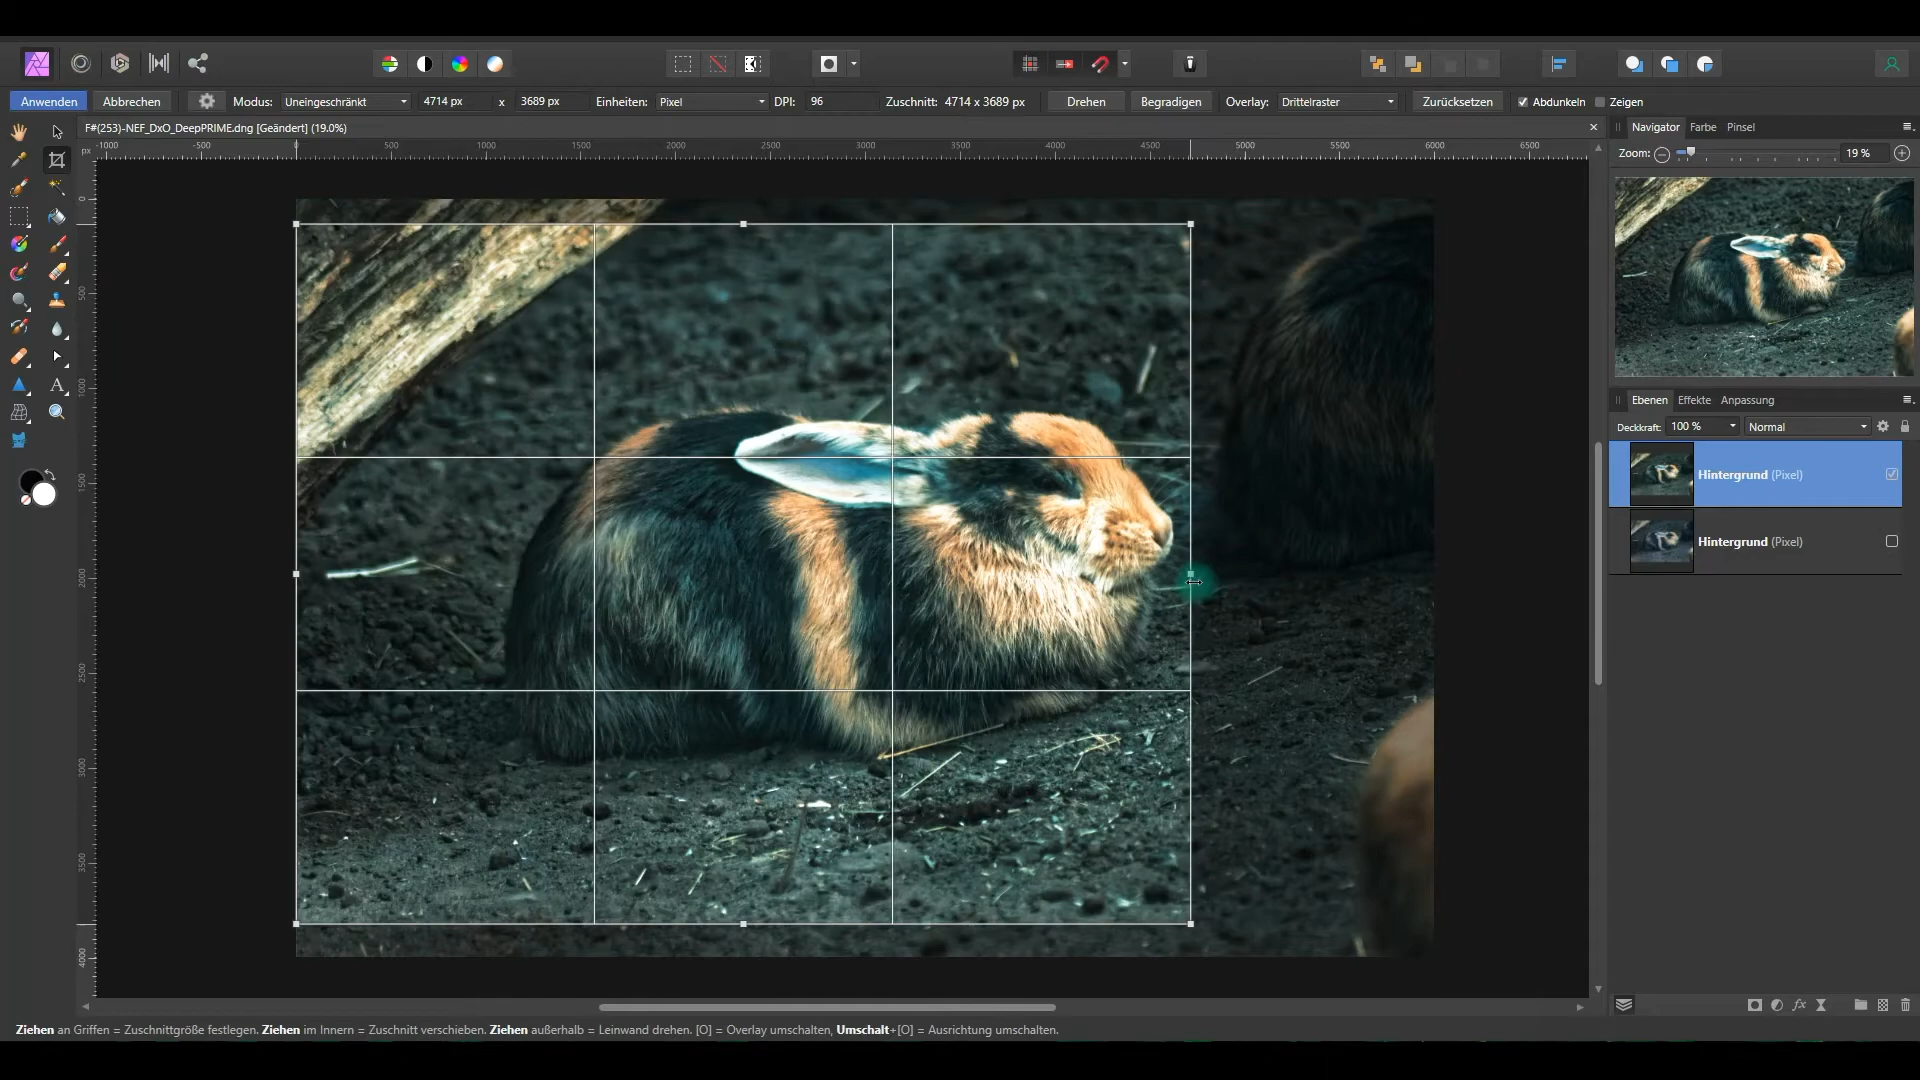 Anwenden Abbrechen Modus: Uneingeschränkt 4714 px x 3689 px Einheiten: Pixel DPI: 96 Zuschnitt: 4714 x 3689 px Drehen Begradigen Overlay: Drittelraster Zurücksetzen Abdunkeln Zeigen
F#(253)-NEF_DxO_DeepPRIME.dng [Geändert] (19.0%)
px -1000 -500 0 500 1000 1500 2000 2500 3000 3500 4000 4500 5000 5500 6000 6500
0
500
1000
1500
2000
2500
3000
3500
4000
Navigator Farbe Pinsel
Zoom: 19 %
Ebenen Effekte Anpassung
Deckkraft: 100 % Normal
Hintergrund (Pixel)
Hintergrund (Pixel)
A
fx
Ziehen an Griffen = Zuschnittgröße festlegen. Ziehen im Innern = Zuschnitt verschieben. Ziehen außerhalb = Leinwand drehen. [O] = Overlay umschalten, Umschalt+[O] = Ausrichtung umschalten.